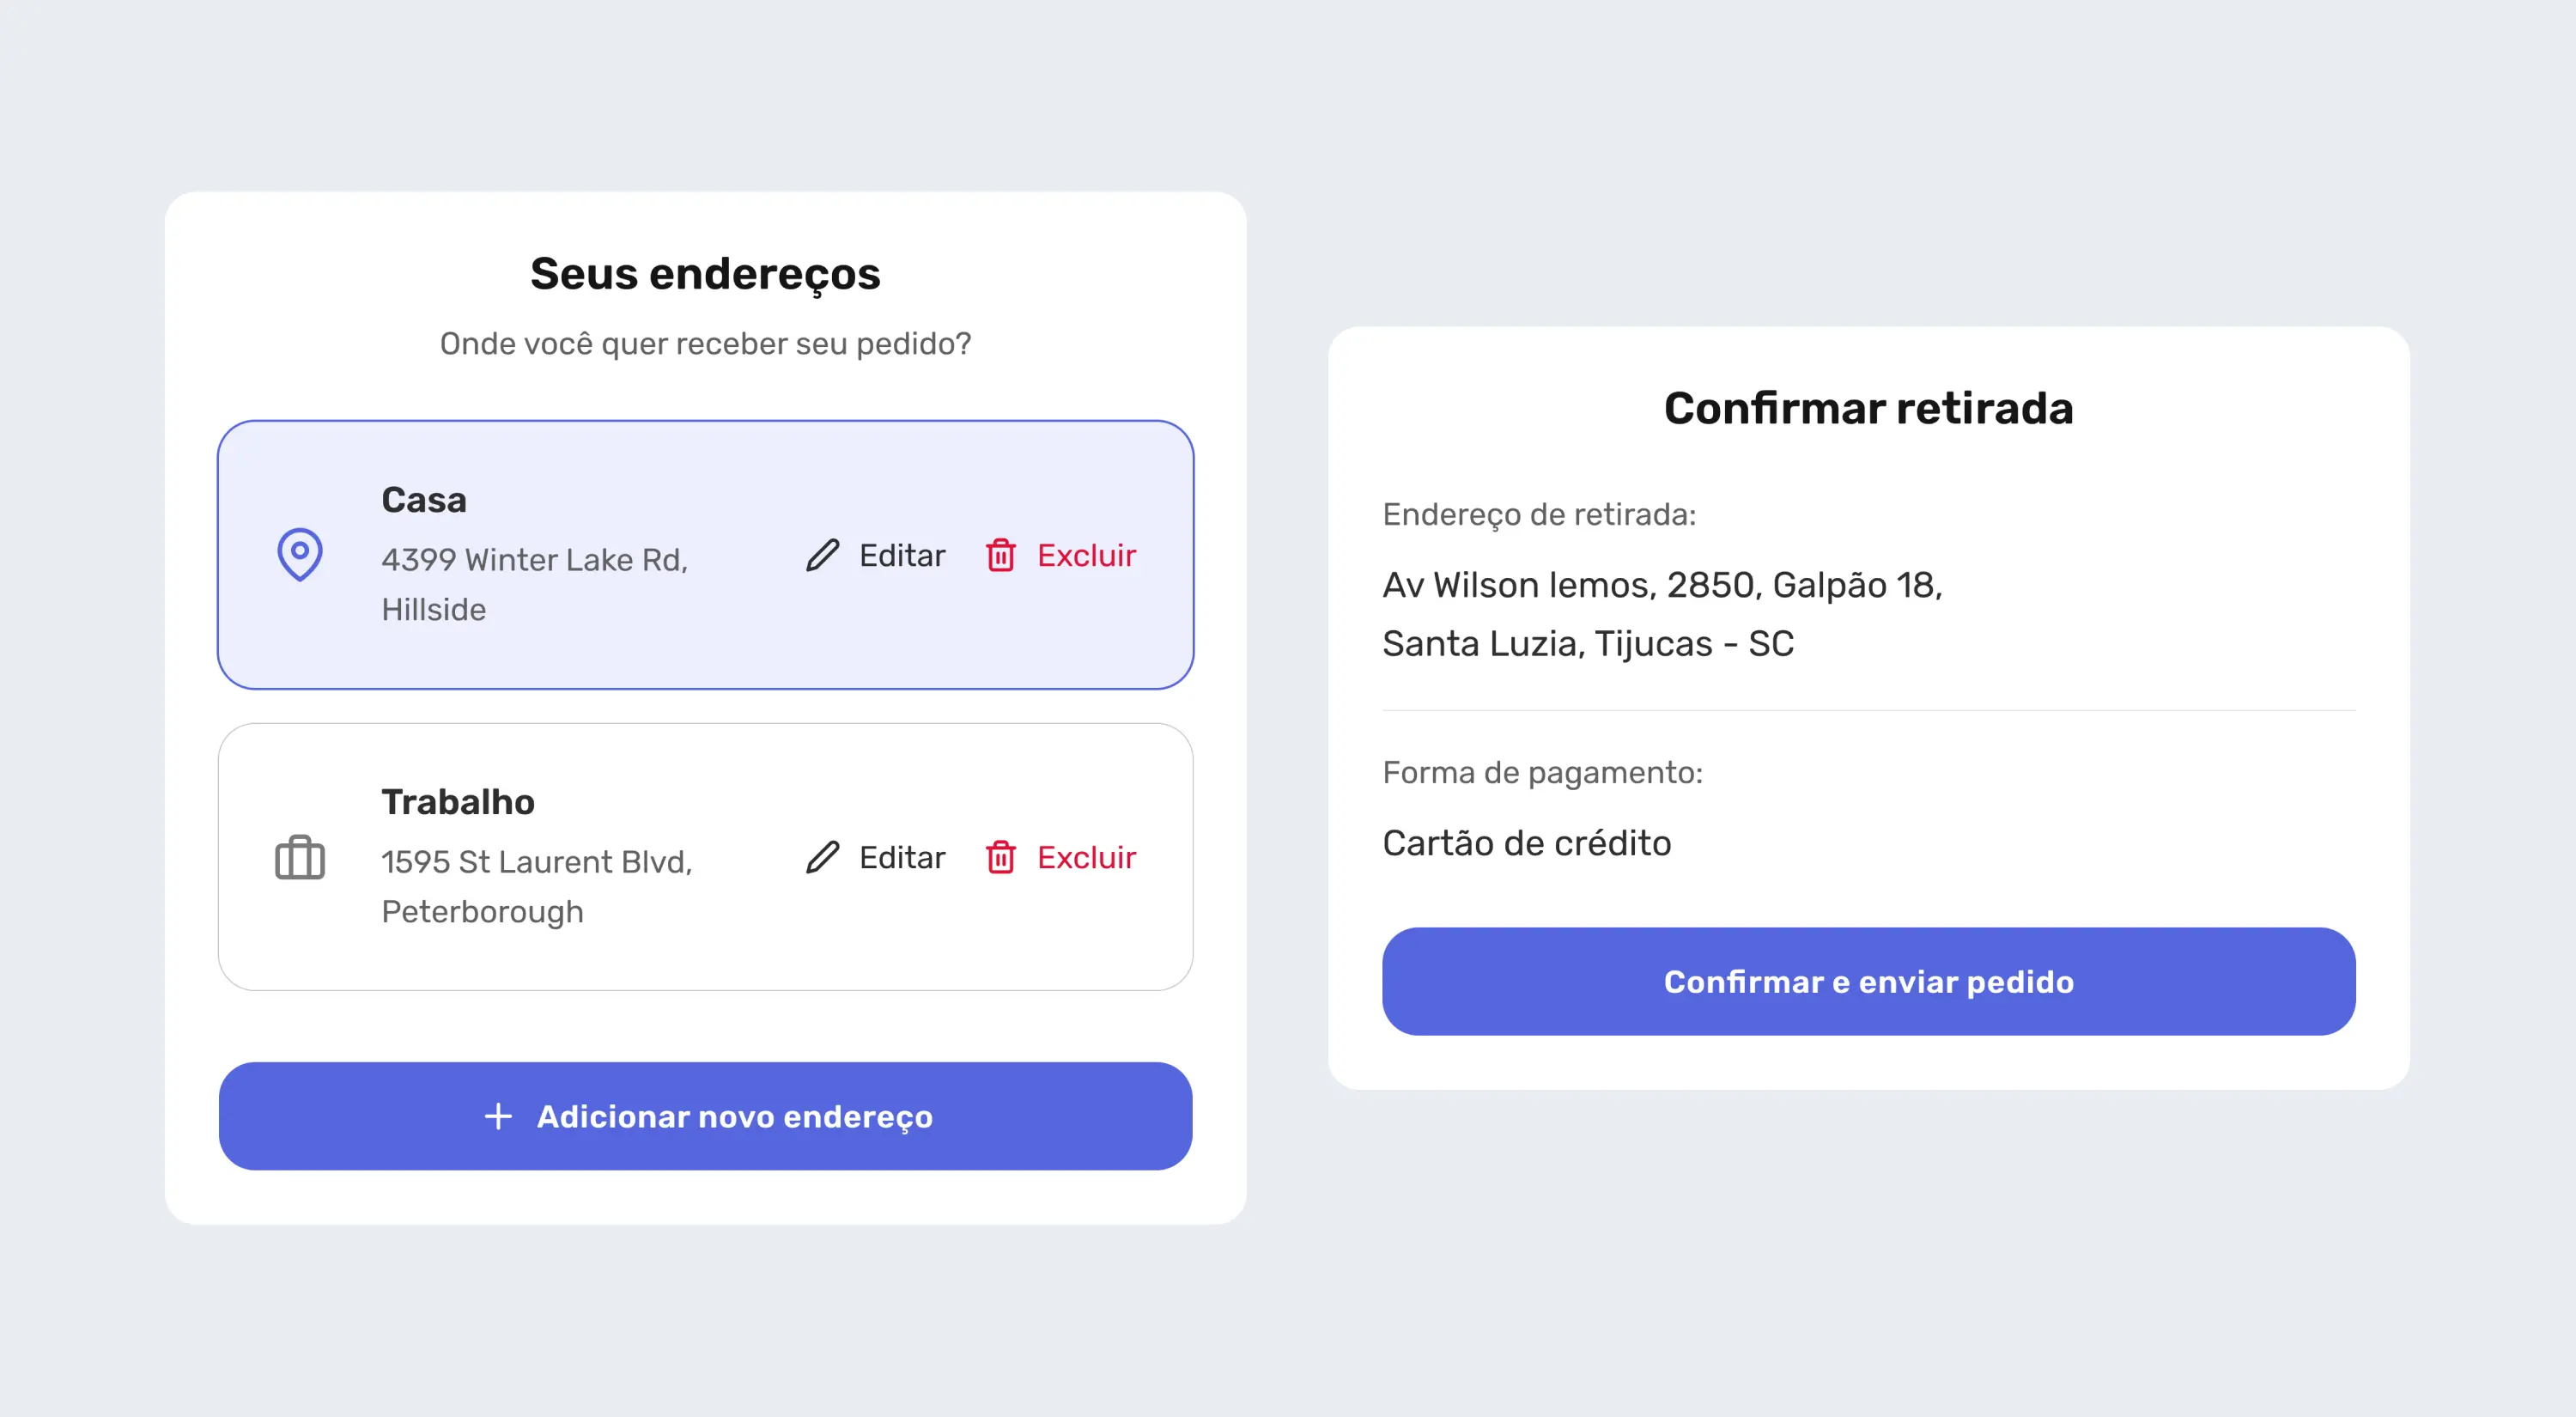 Seus endereços
Onde você quer receber seu pedido?
Casa
4399 Winter Lake Rd,
Hillside
Editar
Excluir
Trabalho
1595 St Laurent Blvd,
Peterborough
Editar
Excluir
Adicionar novo endereço
Confirmar retirada
Endereço de retirada:
Av Wilson lemos, 2850, Galpão 18,
Santa Luzia, Tijucas - SC
Forma de pagamento:
Cartão de crédito
Confirmar e enviar pedido